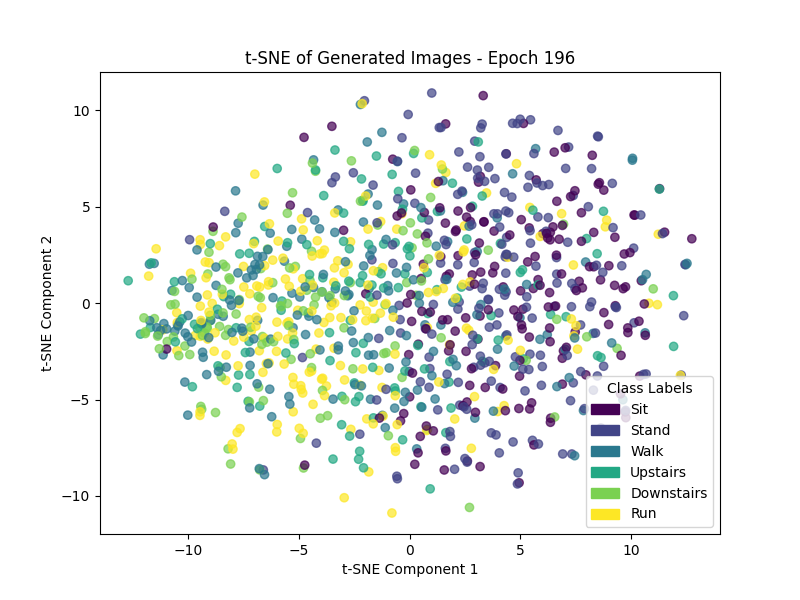 t-SNE of Generated Images - Epoch 196
t-SNE Component 2
10
5
0
−5
−10
−10
−5
0
5
10
t-SNE Component 1
Class Labels
Sit
Stand
Walk
Upstairs
Downstairs
Run